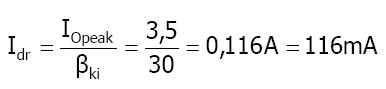 I_dr = I_Opeak / β_ki = 3,5 / 30 = 0,116A = 116mA